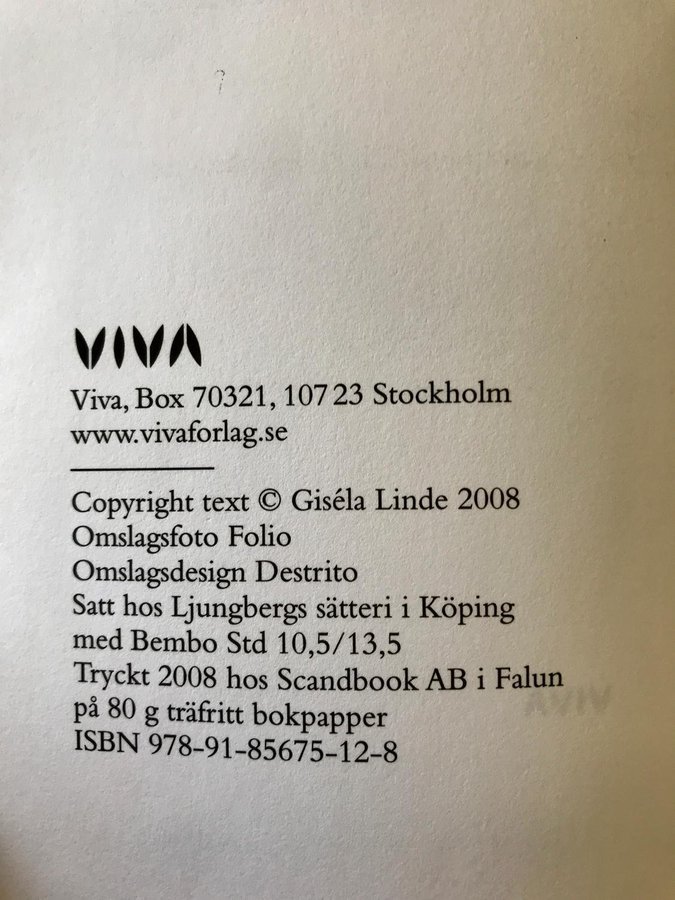 VIVA
Viva, Box 70321, 107 23 Stockholm
www.vivaforlag.se
Copyright text © Giséla Linde 2008
Omslagsfoto Folio
Omslagsdesign Destrito
Satt hos Ljungbergs sätteri i Köping
med Bembo Std 10,5/13,5
Tryckt 2008 hos Scandbook AB i Falun
på 80 g träfritt bokpapper
ISBN 978-91-85675-12-8